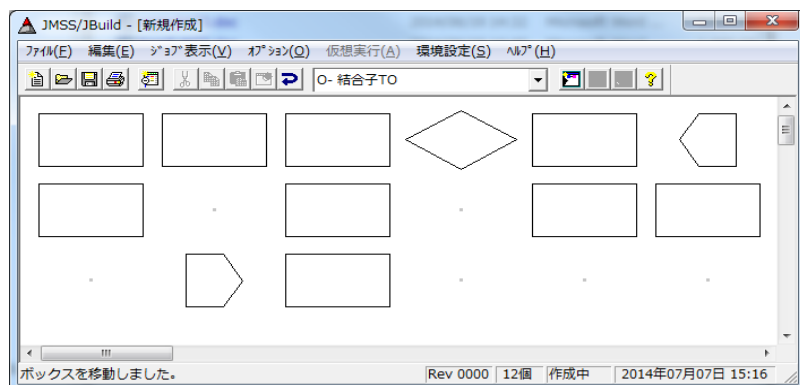 JMSS/JBuild - [新規作成]
ﾌｧｲﾙ(F) 編集(E) ｼﾞｮﾌﾞ表示(V) ｵﾌﾟｼｮﾝ(O) 仮想実行(A) 環境設定(S) ﾍﾙﾌﾟ(H)
O- 結合子TO
ボックスを移動しました。 Rev 0000 12個 作成中 2014年07月07日 15:16